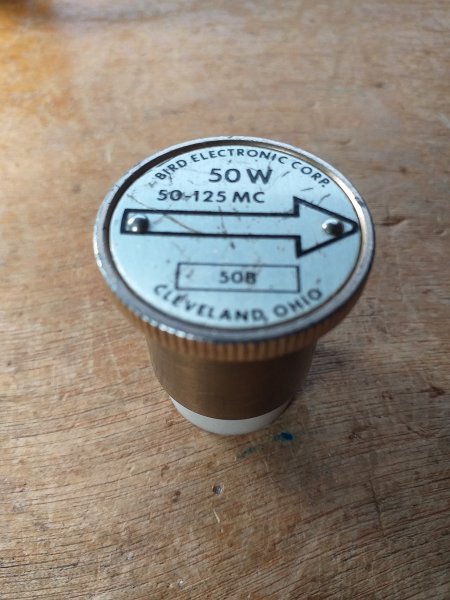 BIRD ELECTRONIC CORP.
50 W
50-125 MC
50B
CLEVELAND, OHIO